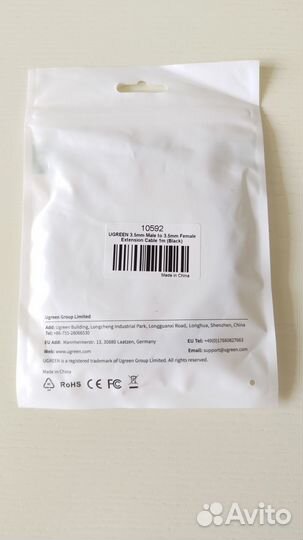 10592
UGREEN 3.5mm Male to 3.5mm Female
Extension Cable 1m (Black)
Made in China
Ugreen Group Limited
Add: Ugreen Building, Longcheng Industrial Park, Longguanxi Road, Longhua, Shenzhen, China
Tel: +86-755-28066530
EU Add: Mannheimerstr. 13, 30880 Laatzen, Germany
EU Tel: +49(0)17660827663
Web: www.ugreen.com
Email: support@ugreen.com
UGREEN is a registered trademark of Ugreen Group Limited. All rights reserved.
Made in China
RoHS CE FC
Avito